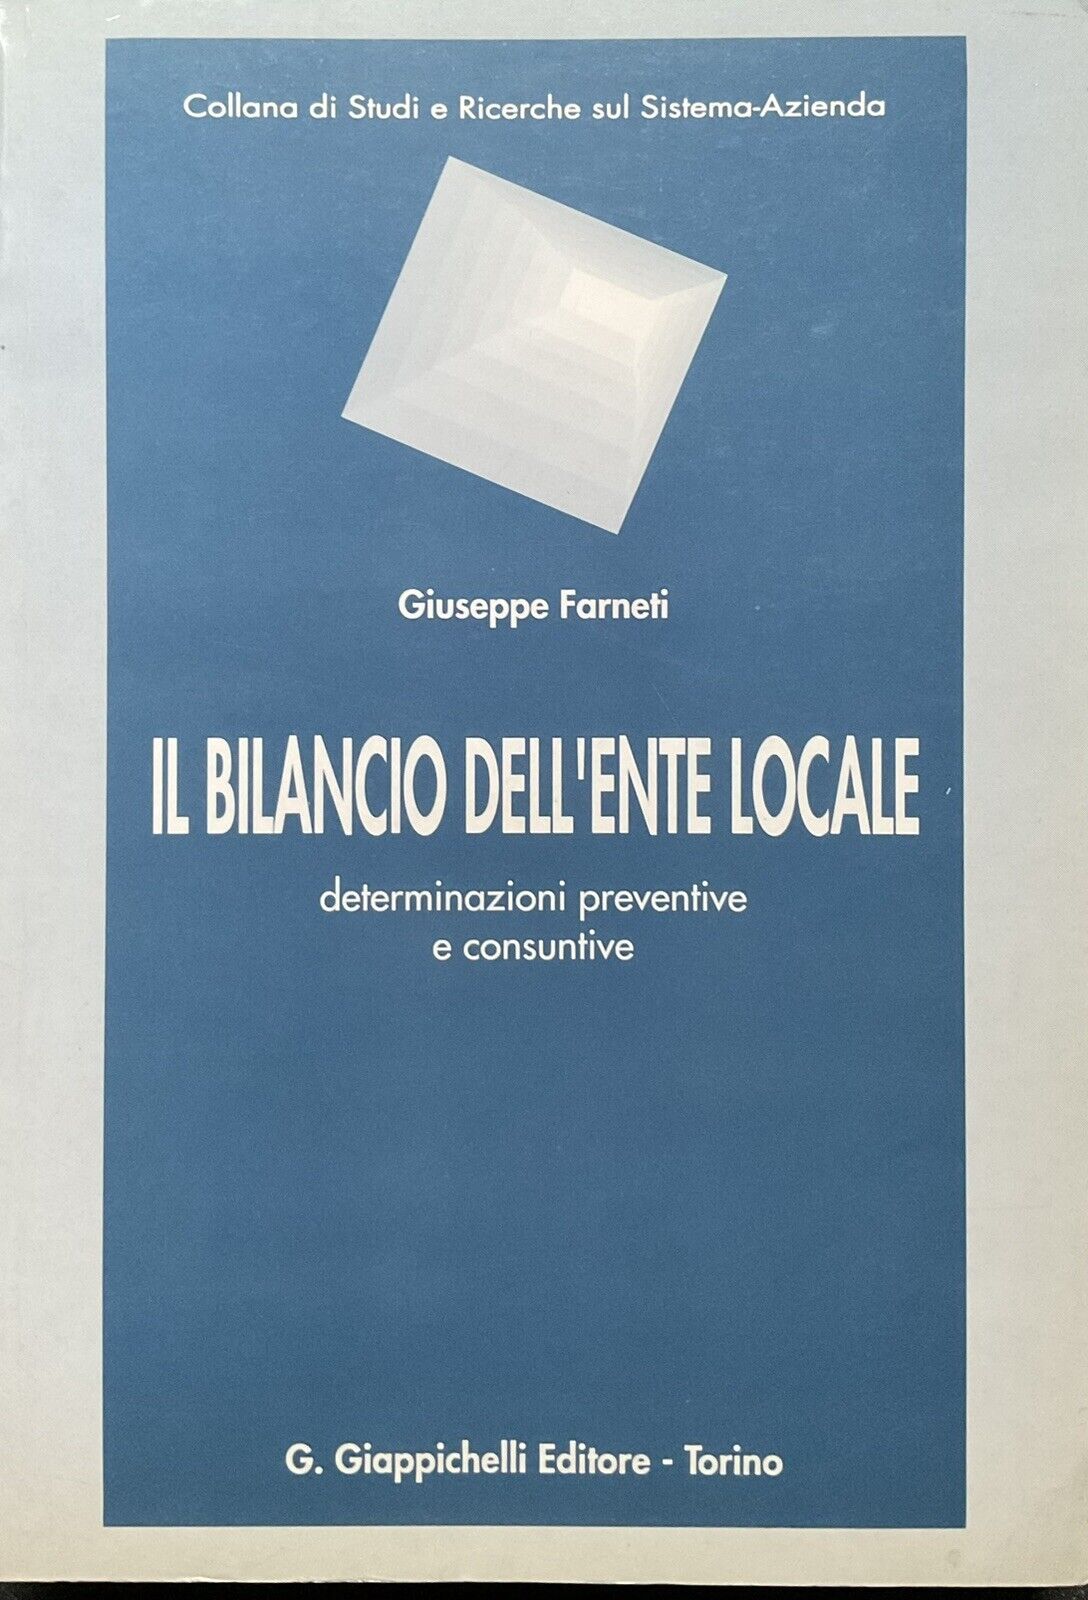 Collana di Studi e Ricerche sul Sistema-Azienda
Giuseppe Farneti
IL BILANCIO DELL'ENTE LOCALE
determinazioni preventive
e consuntive
G. Giappichelli Editore - Torino